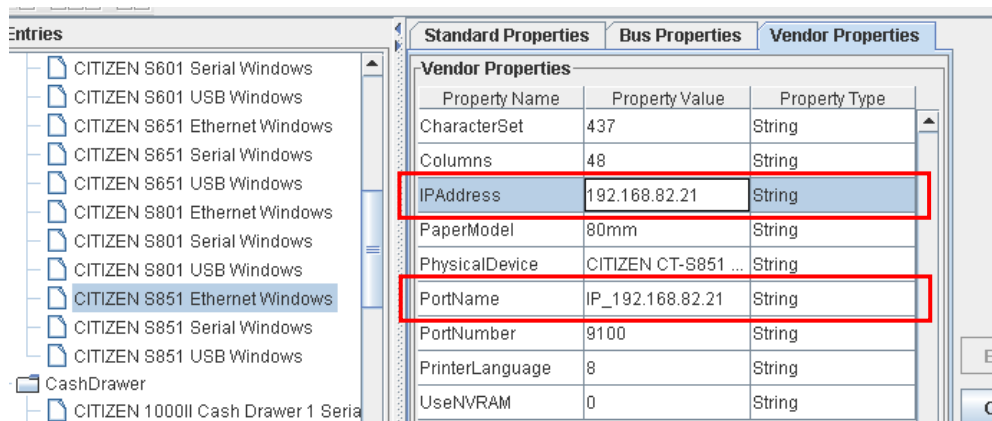 Entries
CITIZEN S601 Serial Windows
CITIZEN S601 USB Windows
CITIZEN S651 Ethernet Windows
CITIZEN S651 Serial Windows
CITIZEN S651 USB Windows
CITIZEN S801 Ethernet Windows
CITIZEN S801 Serial Windows
CITIZEN S801 USB Windows
CITIZEN S851 Ethernet Windows
CITIZEN S851 Serial Windows
CITIZEN S851 USB Windows
CashDrawer
CITIZEN 1000II Cash Drawer 1 Seria
Standard Properties Bus Properties Vendor Properties
Vendor Properties
Property Name Property Value Property Type
CharacterSet 437 String
Columns 48 String
IPAddress 192.168.82.21 String
PaperModel 80mm String
PhysicalDevice CITIZEN CT-S851 ... String
PortName IP_192.168.82.21 String
PortNumber 9100 String
PrinterLanguage 8 String
UseNVRAM 0 String